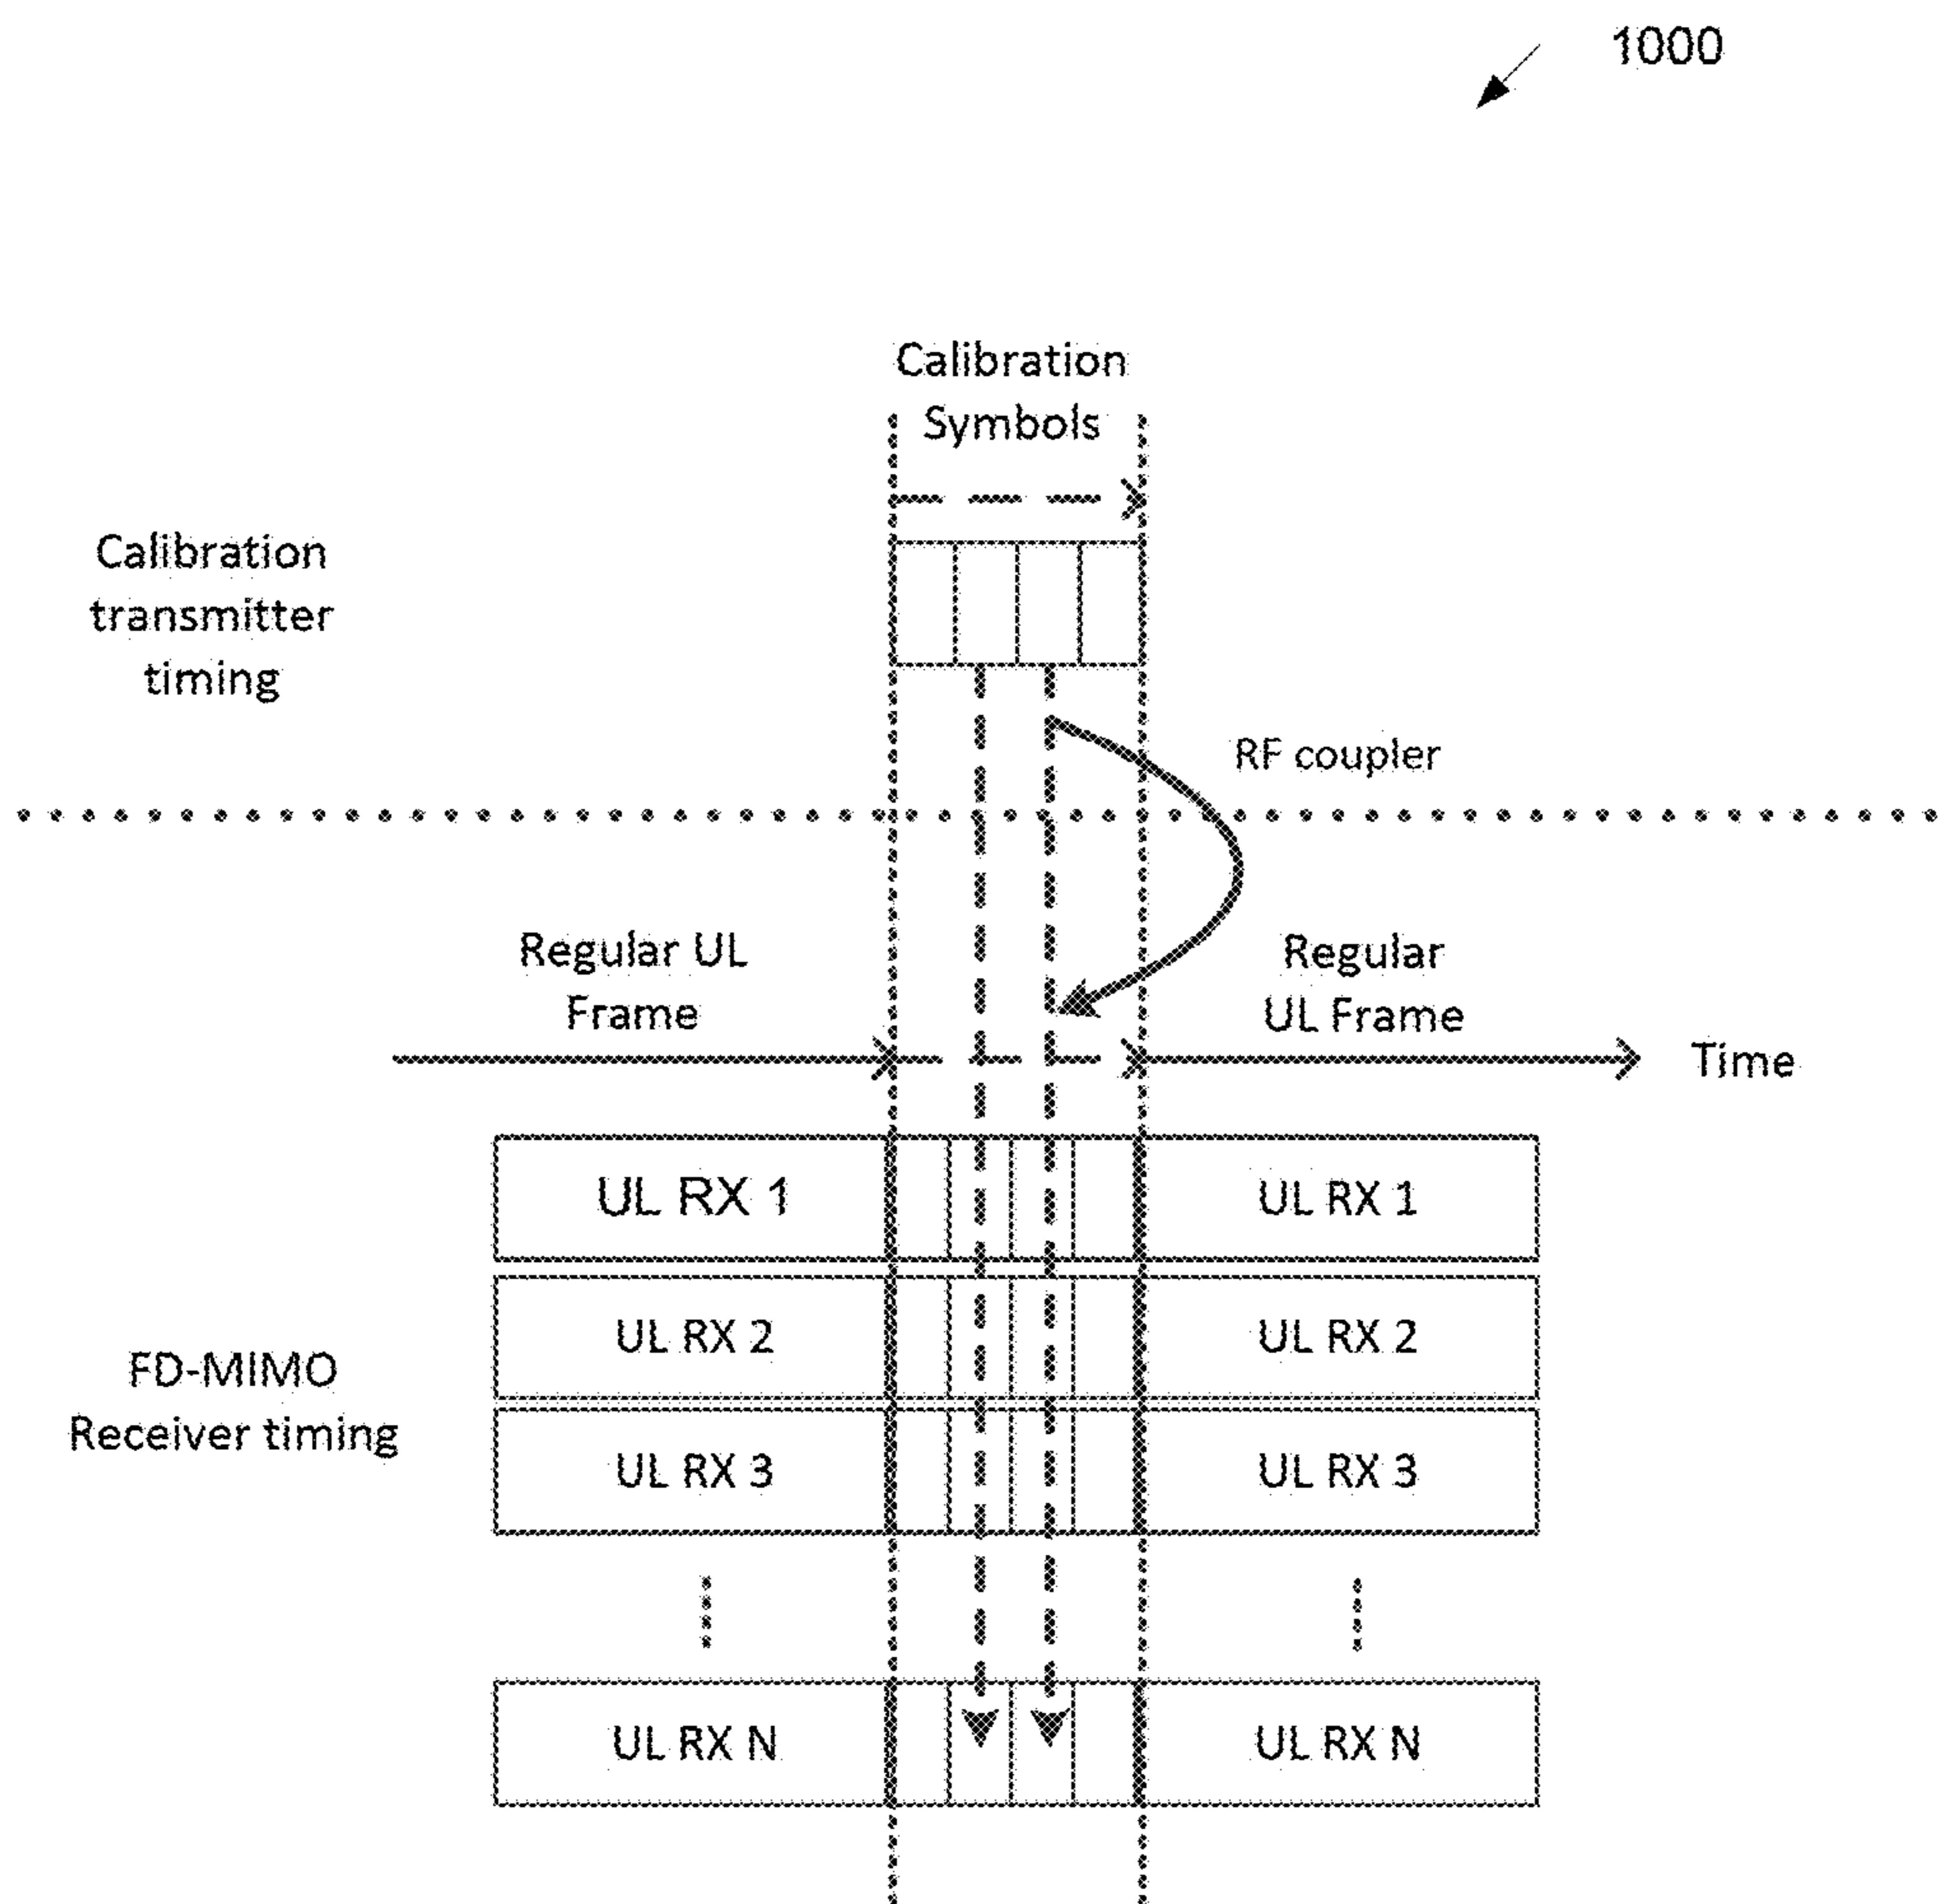 1000
Calibration
Symbols
Calibration
transmitter
timing
RF coupler
Regular UL
Frame
Regular
UL Frame
Time
UL RX 1
UL RX 1
UL RX 2
UL RX 2
FD-MIMO
Receiver timing
UL RX 3
UL RX 3
UL RX N
UL RX N